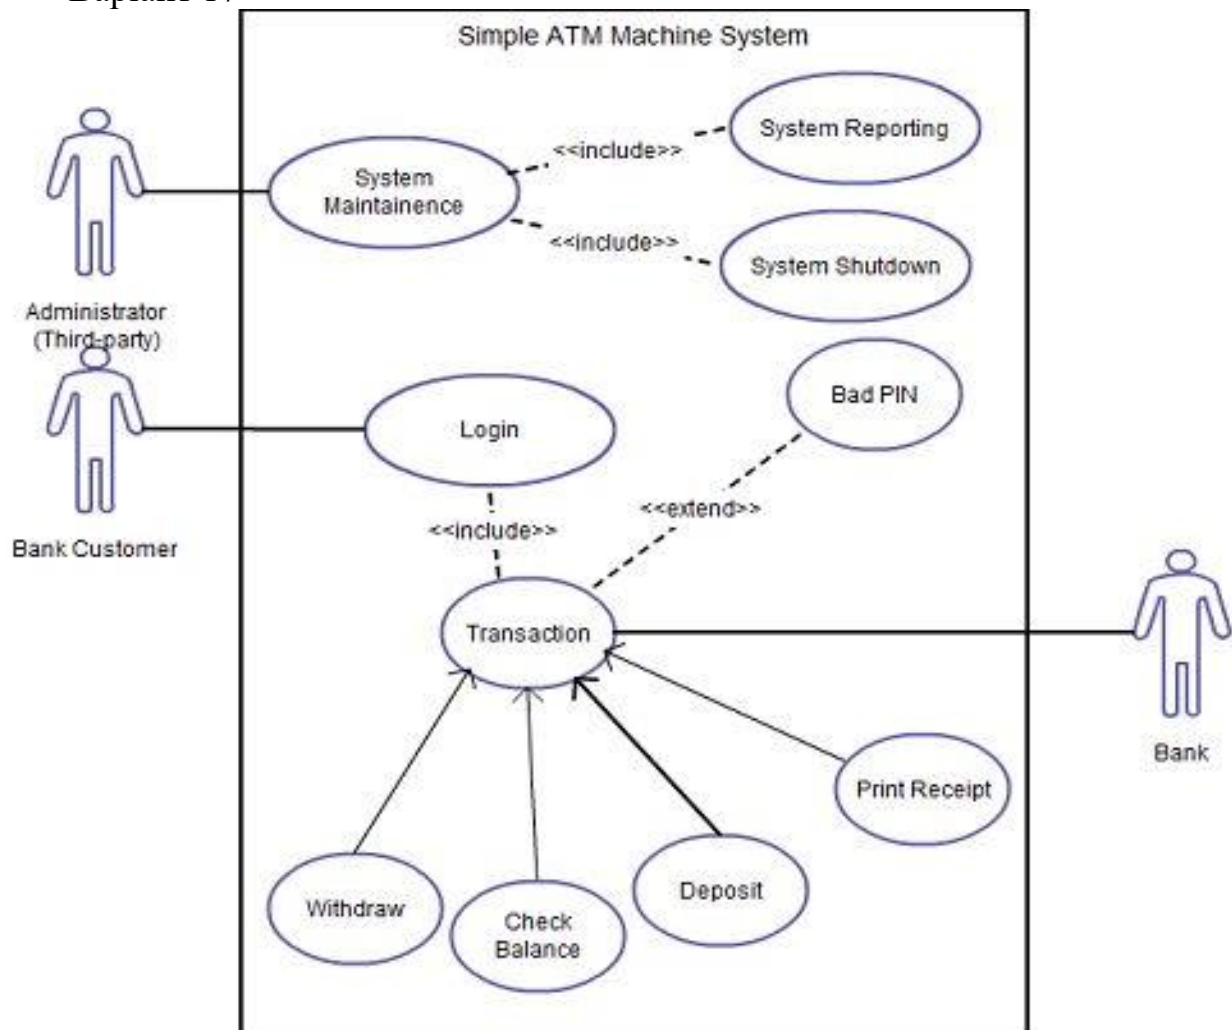 Simple ATM Machine System
System Reporting
<<include>>
System
Maintainence
<<include>>
System Shutdown
Administrator
(Third-party)
Bad PIN
Login
<<extend>>
<<include>>
Bank Customer
Transaction
Bank
Print Receipt
Deposit
Withdraw
Check
Balance